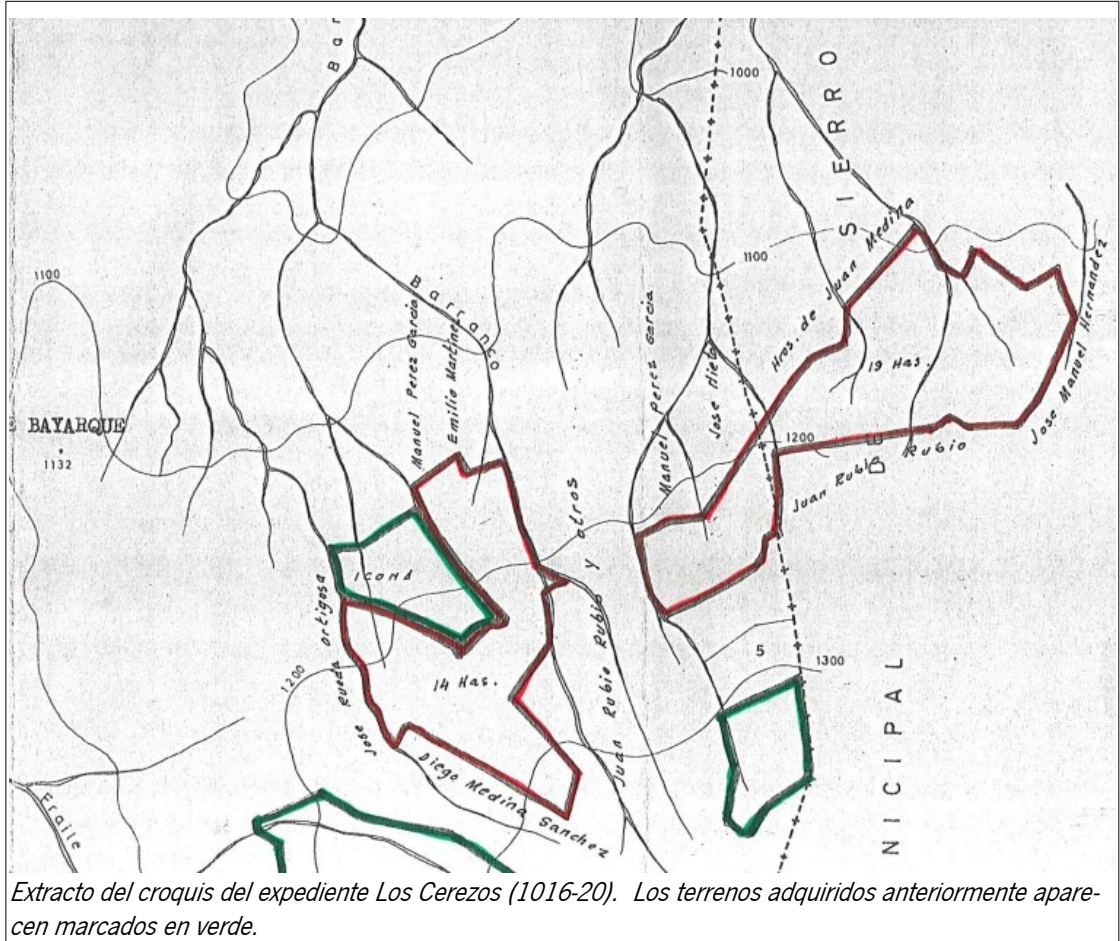 Bar
1000
SIERRO
1100
1100
Barranco
Manuel Perez Garcia
Emilio Martinez
Manuel Perez Garcia
Jose Nieto
Hros. de Juan Medina
19 Has.
Jose Manuel Hernandez
BAYARQUE
1132
1200
DE
Juan Rubio Rubio
ICONA
Jose Rueda Ortigosa
1200
14 Has.
Juan Rubio Rubio y otros
5
1300
Diego Medina Sanchez
NICIPAL
Fraile
Extracto del croquis del expediente Los Cerezos (1016-20). Los terrenos adquiridos anteriormente apare-
cen marcados en verde.